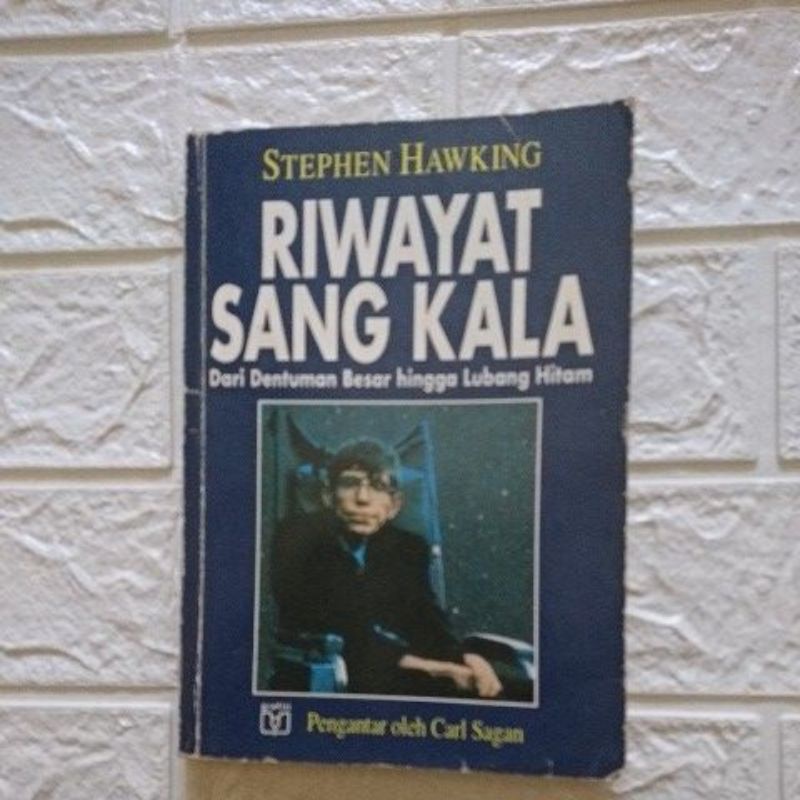 STEPHEN HAWKING
RIWAYAT
SANG KALA
Dari Dentuman Besar hingga Lubang Hitam
Pengantar oleh Carl Sagan